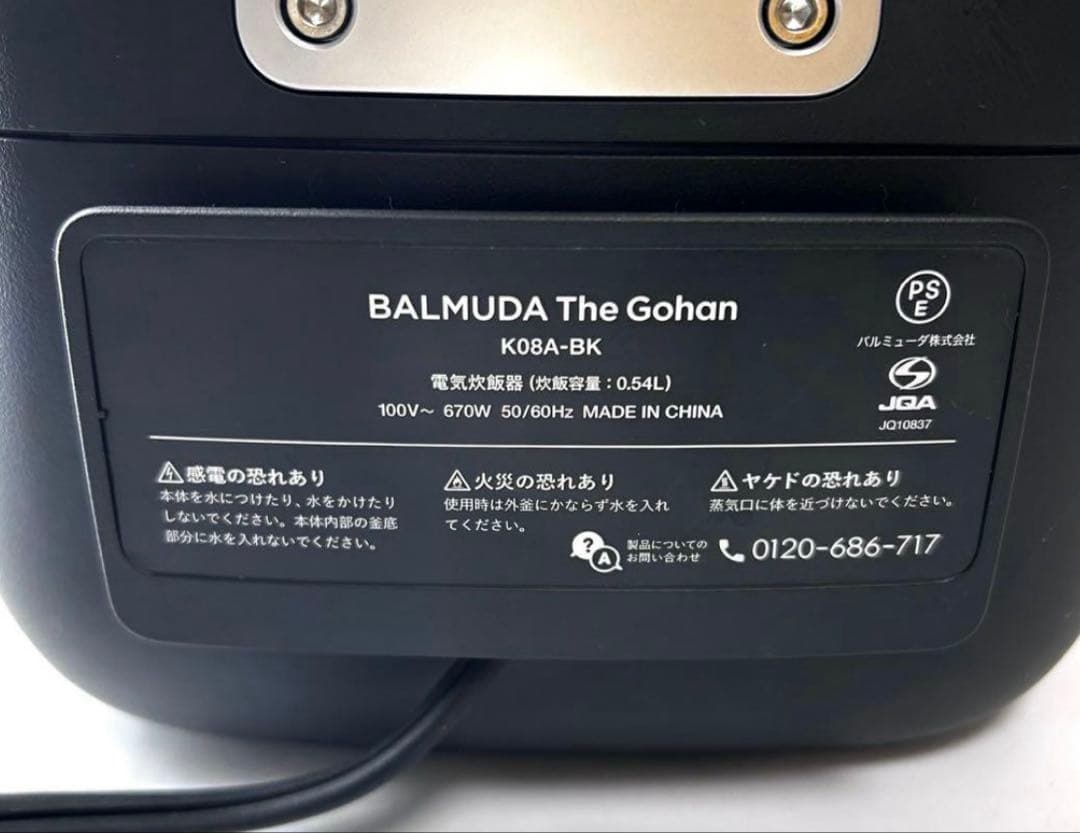 BALMUDA The Gohan
K08A-BK
電気炊飯器 (炊飯容量：0.54L)
100V～ 670W 50/60Hz MADE IN CHINA
PS
E
バルミューダ株式会社
JQA
JQ10837
感電の恐れあり
本体を水につけたり、水をかけたり
しないでください。本体内部の釜底
部分に水を入れないでください。
火災の恐れあり
使用時は外釜にかならず水を入れ
てください。
ヤケドの恐れあり
蒸気口に体を近づけないでください。
?
A
製品についての
お問い合わせ
0120-686-717